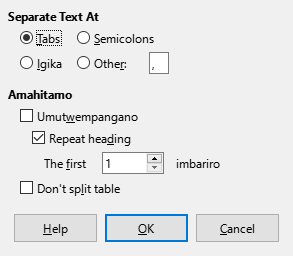 Separate Text At
Tabs Semicolons
Igika Other: ,
Amahitamo
Umutwempangano
Repeat heading
The first 1 imbariro
Don't split table
Help OK Cancel